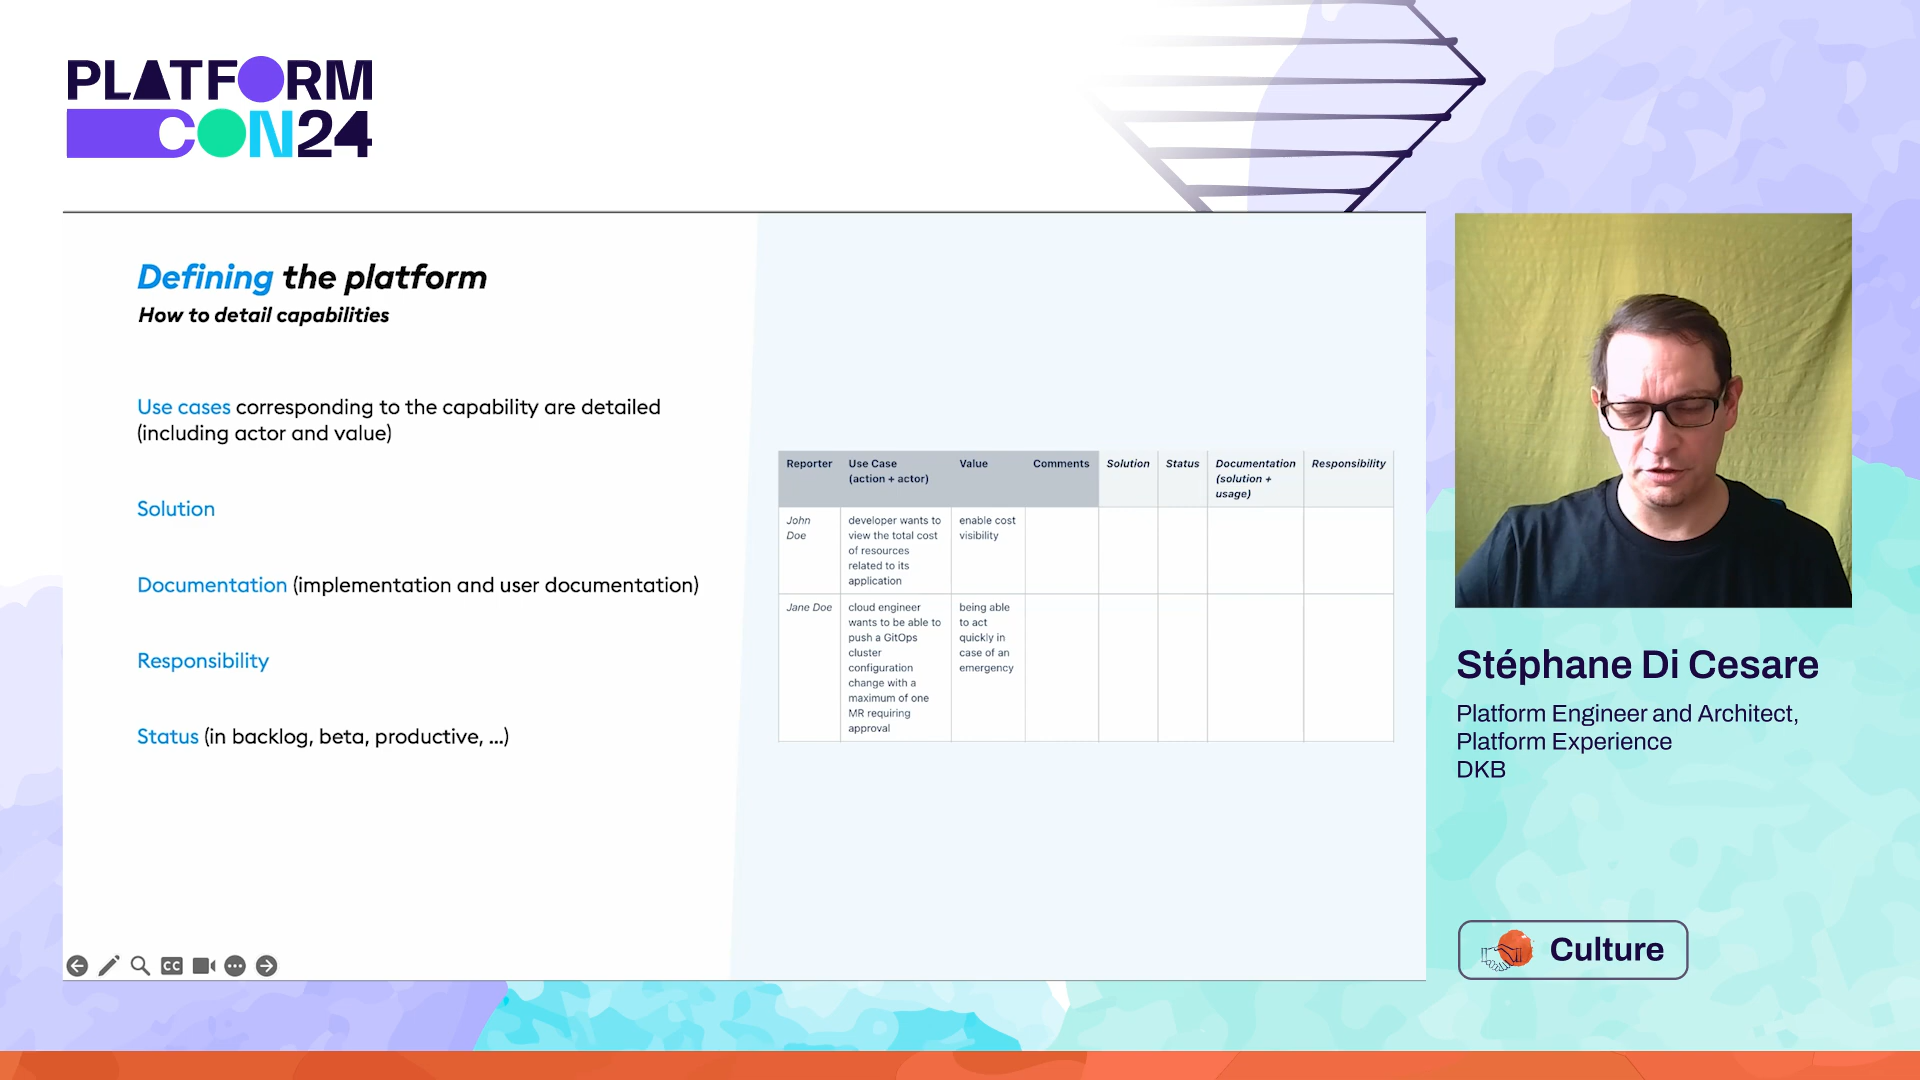 PLATFORM
CON24
Defining the platform
How to detail capabilities
Use cases corresponding to the capability are detailed
(including actor and value)
Solution
Documentation (implementation and user documentation)
Responsibility
Status (in backlog, beta, productive, ...)
Reporter
Use Case
(action + actor)
Value
Comments
Solution
Status
Documentation
(solution +
usage)
Responsibility
John
Doe
developer wants to
view the total cost
of resources
related to its
application
enable cost
visibility
Jane Doe
cloud engineer
wants to be able to
push a GitOps
cluster
configuration
change with a
maximum of one
MR requiring
approval
being able
to act
quickly in
case of an
emergency
CC
Stéphane Di Cesare
Platform Engineer and Architect,
Platform Experience
DKB
Culture